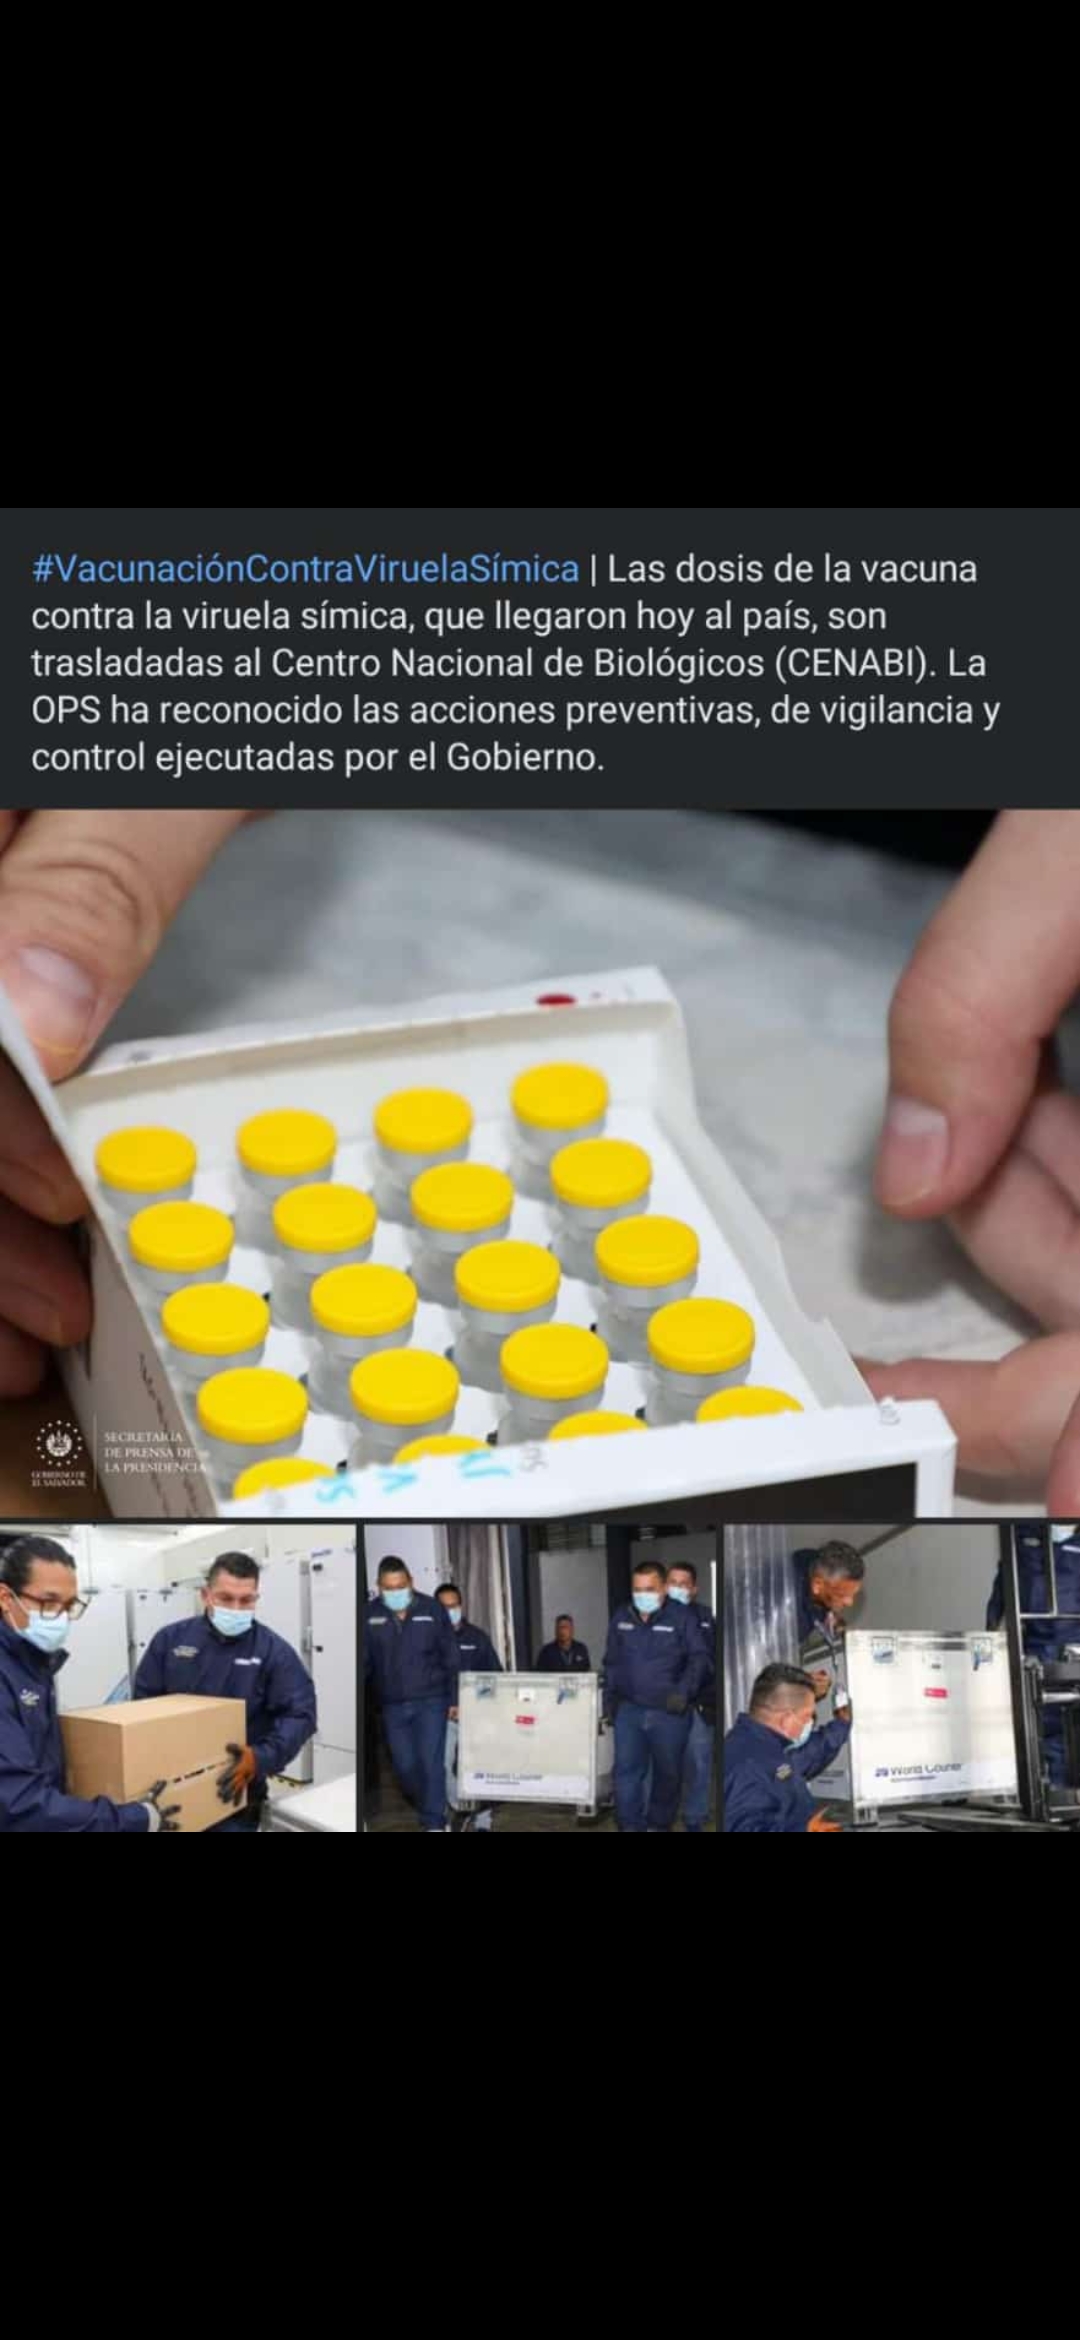 #VacunaciónContraViruelaSímica | Las dosis de la vacuna
contra la viruela símica, que llegaron hoy al país, son
trasladadas al Centro Nacional de Biológicos (CENABI). La
OPS ha reconocido las acciones preventivas, de vigilancia y
control ejecutadas por el Gobierno.
SECRETARÍA
DE PRENSA DE
LA PRESIDENCIA
GOBIERNO DE
EL SALVADOR
World Courier
World Courier